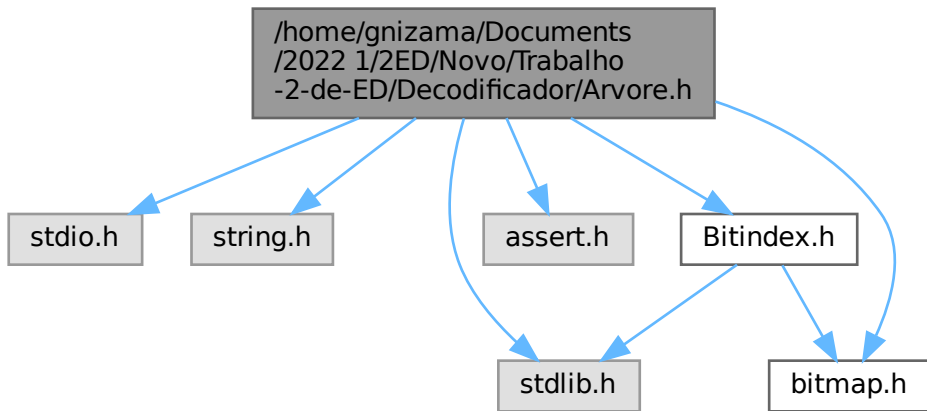 /home/gnizama/Documents
/2022 1/2ED/Novo/Trabalho
-2-de-ED/Decodificador/Arvore.h
stdio.h
string.h
assert.h
Bitindex.h
stdlib.h
bitmap.h